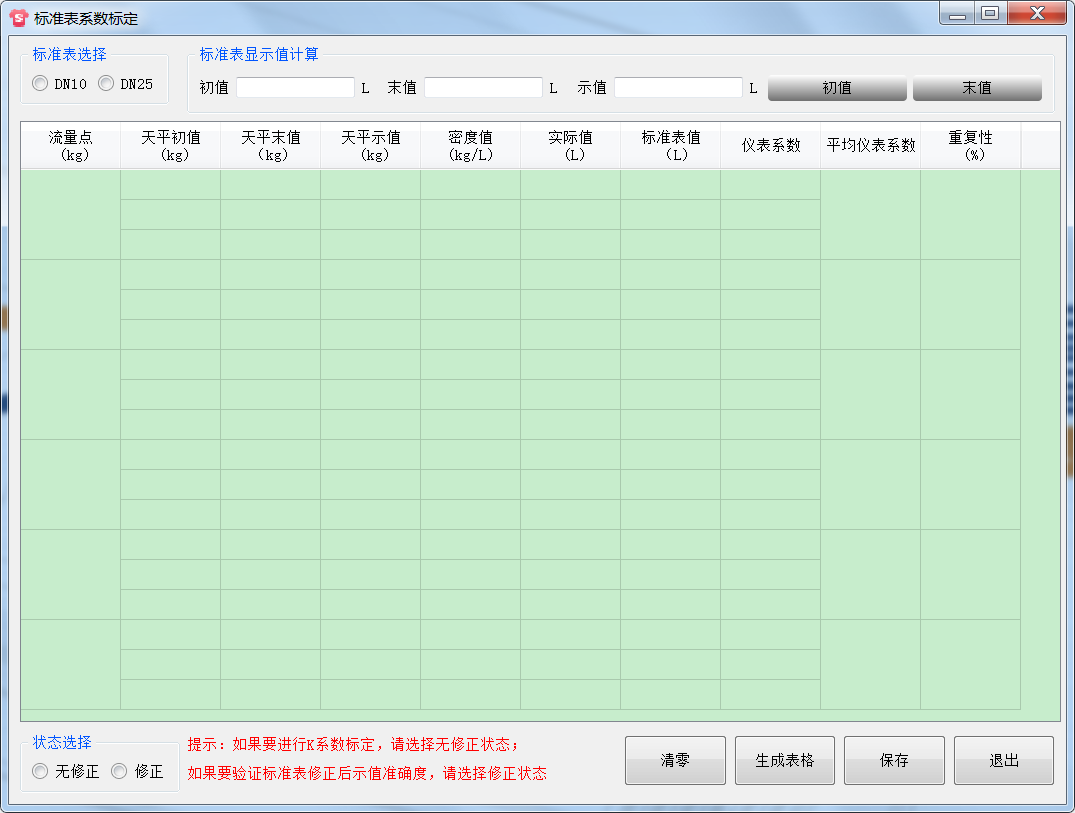 标准表系数标定
标准表选择
DN10 DN25
标准表显示值计算
初值 L 末值 L 示值 L 初值 末值
流量点 天平初值 天平末值 天平示值 密度值 实际值 标准表值 仪表系数 平均仪表系数 重复性
(kg) (kg) (kg) (kg) (kg/L) (L) (L) (%)
状态选择
无修正 修正
提示：如果要进行K系数标定，请选择无修正状态；
如果要验证标准表修正后示值准确度，请选择修正状态
清零 生成表格 保存 退出